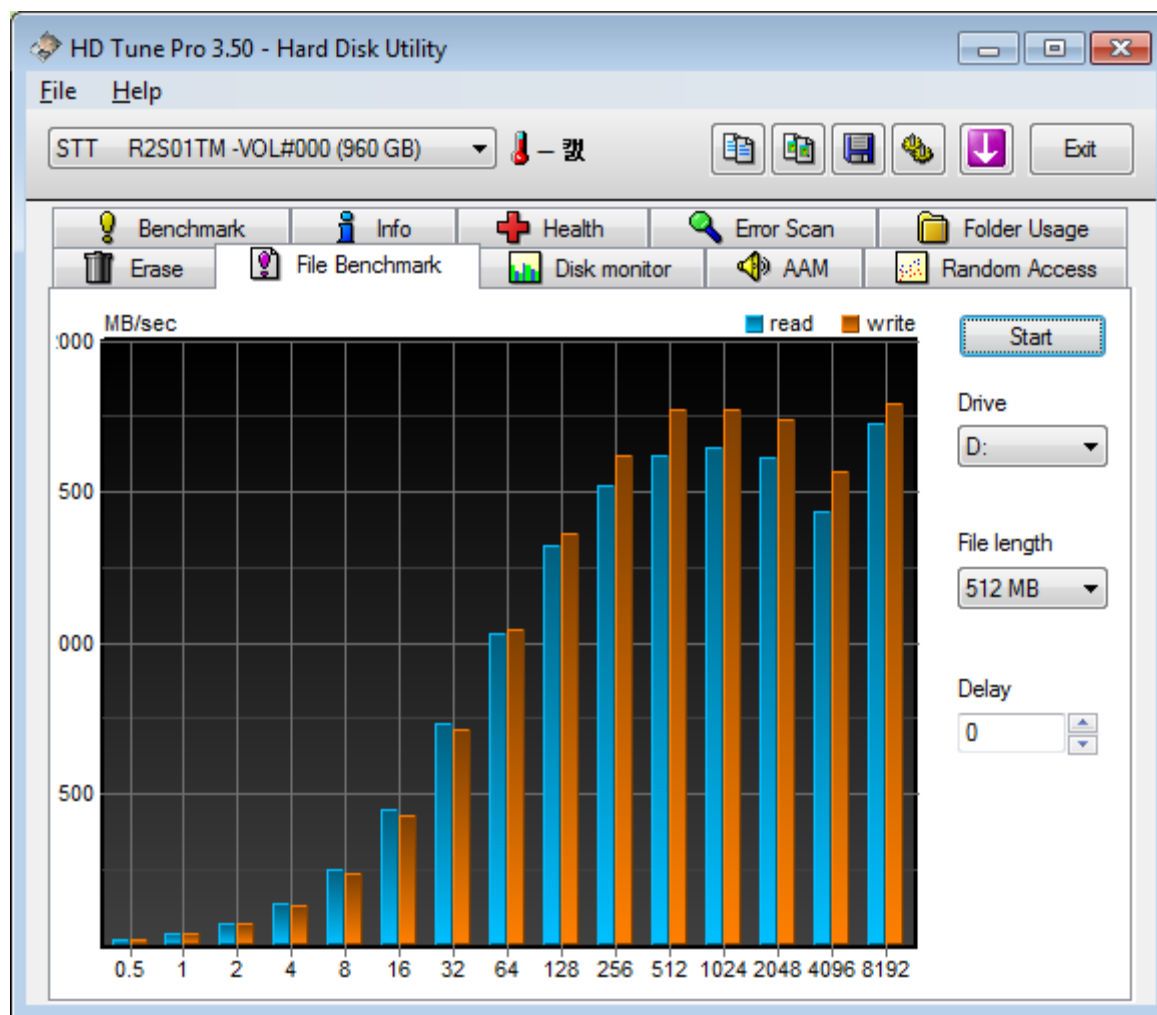 HD Tune Pro 3.50 - Hard Disk Utility
File Help
STT R2S01TM -VOL#000 (960 GB) – 캜 Exit
Benchmark Info Health Error Scan Folder Usage
Erase File Benchmark Disk monitor AAM Random Access
MB/sec read write
:000
500
000
500
0.5 1 2 4 8 16 32 64 128 256 512 1024 2048 4096 8192
Start
Drive
D:
File length
512 MB
Delay
0